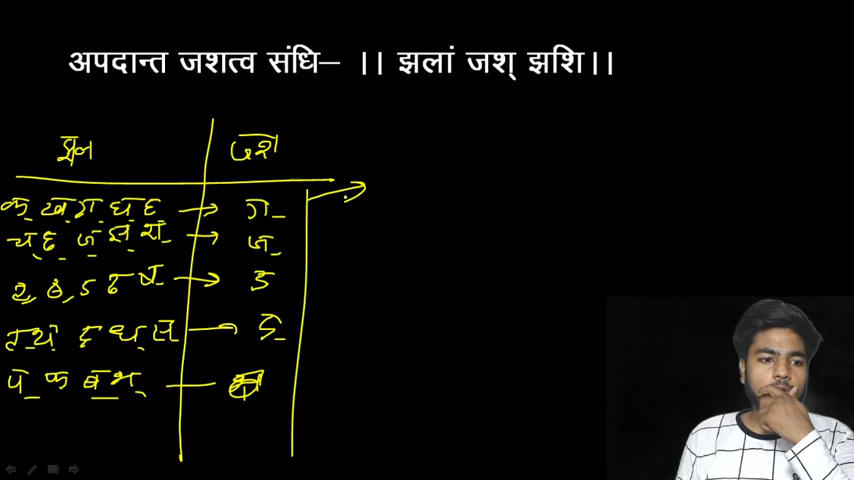 अपदान्त जशत्व संधि– ।। झलां जश् झशि।।
झल जश
क् ख् ग् घ् ह् → ग्
च् छ् ज् झ् श् → ज्
ट्, ठ्, ड ढ ष् → ड
त् थ् द ध् स् → द्
प् फ ब् भ्